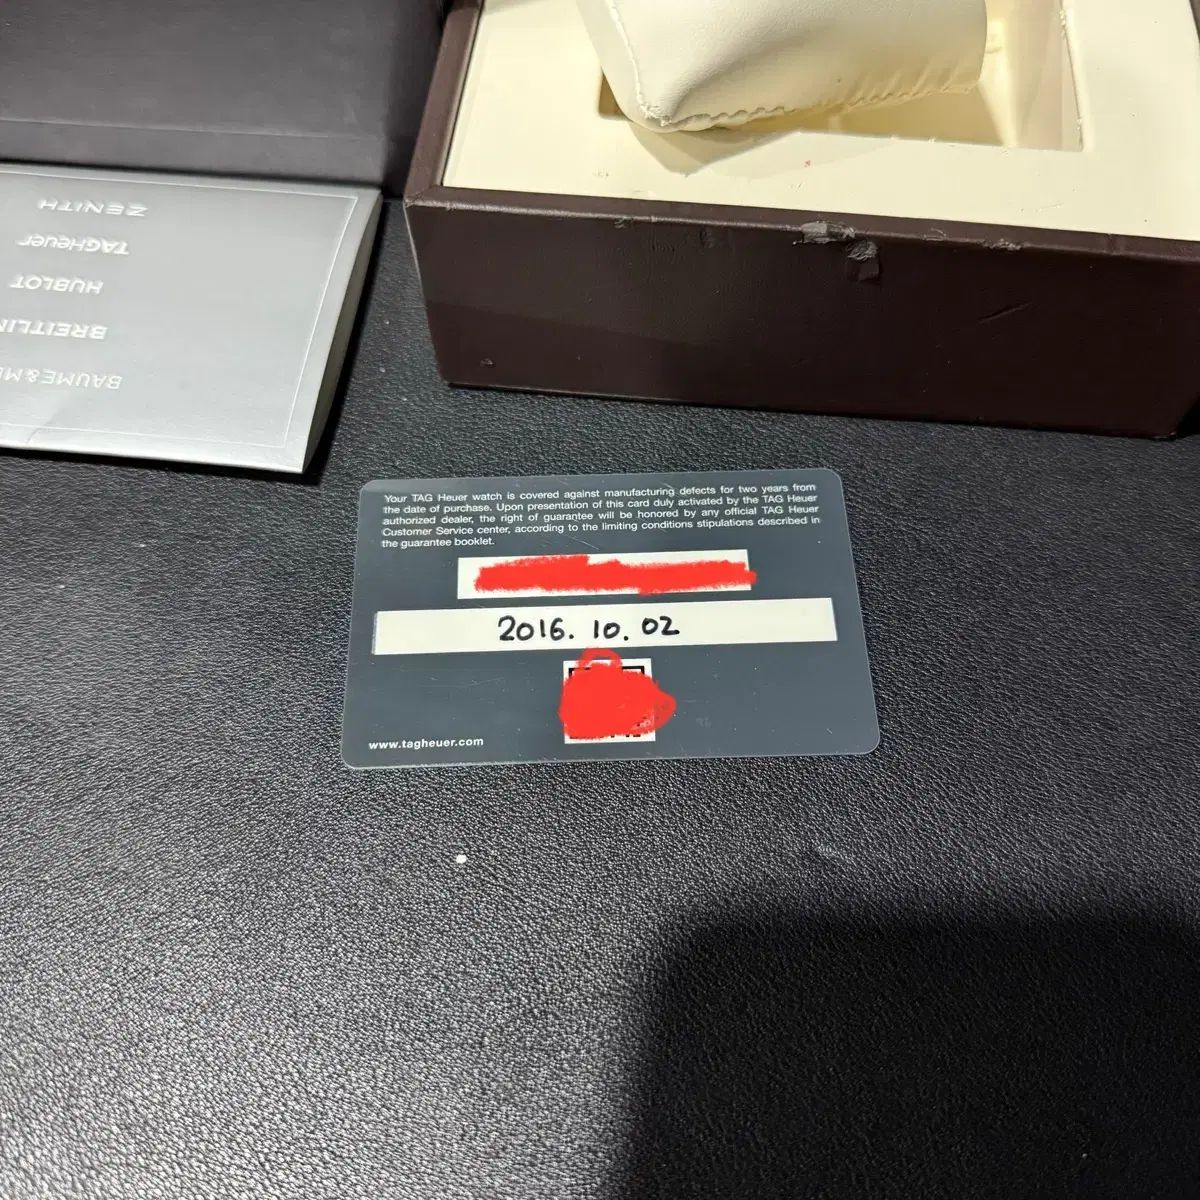 ZENITH
TAGHeuer
HUBLOT
BREITLIN
BAUME&ME
Your TAG Heuer watch is covered against manufacturing defects for two years from
the date of purchase. Upon presentation of this card duly activated by the TAG Heuer
authorized dealer, the right of guarantee will be honored by any official TAG Heuer
Customer Service center, according to the limiting conditions stipulations described in
the guarantee booklet.
2016. 10. 02
www.tagheuer.com